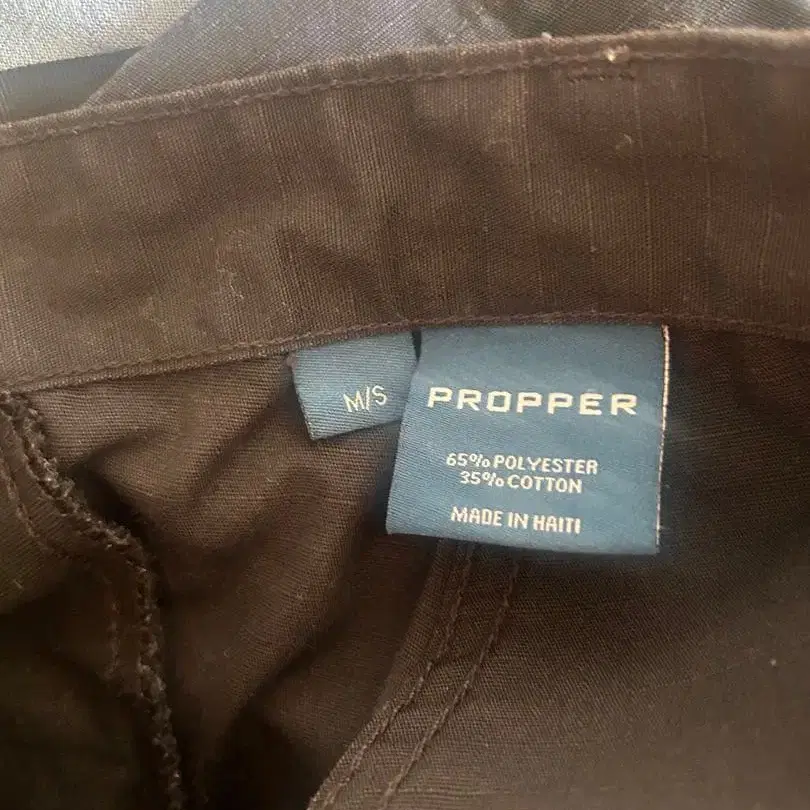 M/S
PROPPER
65% POLYESTER
35% COTTON
MADE IN HAITI